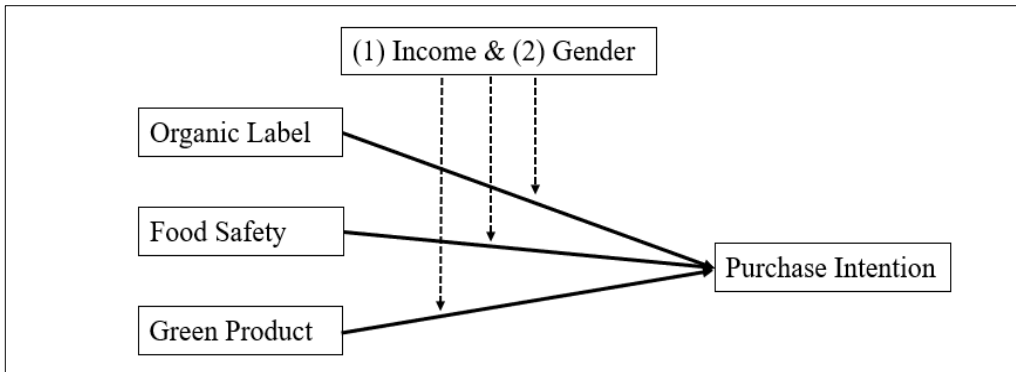 (1) Income & (2) Gender
Organic Label
Food Safety
Purchase Intention
Green Product